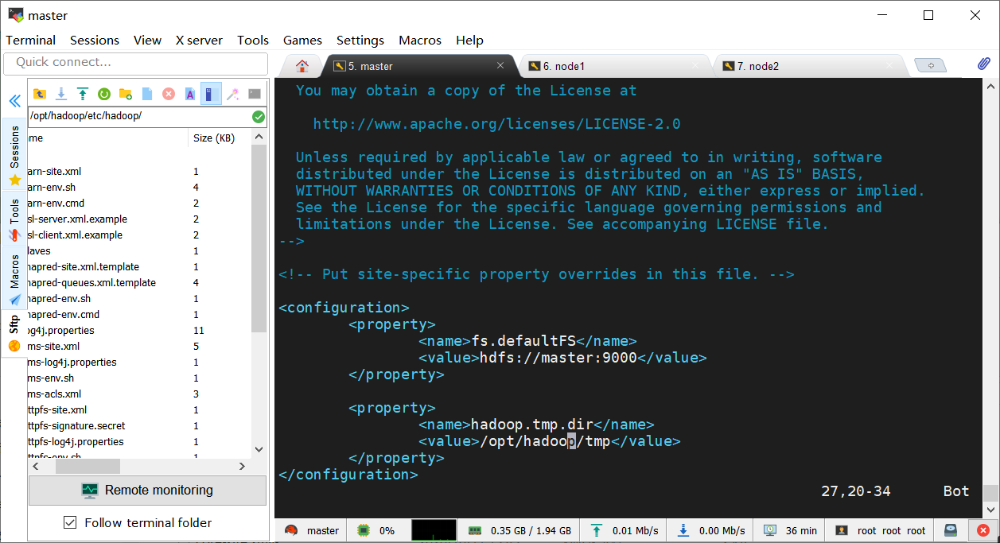 master
Terminal Sessions View X server Tools Games Settings Macros Help
Quick connect...
5. master
6. node1
7. node2
/opt/hadoop/etc/hadoop/
me Size (KB)
arn-site.xml 1
arn-env.sh 4
arn-env.cmd 2
sl-server.xml.example 2
sl-client.xml.example 2
laves 1
apred-site.xml.template 1
apred-queues.xml.template 4
apred-env.sh 1
apred-env.cmd 1
og4j.properties 11
ms-site.xml 5
ms-log4j.properties 1
ms-env.sh 1
ms-acls.xml 3
ttpfs-site.xml 1
ttpfs-signature.secret 1
ttpfs-log4j.properties 1
ttpfs-env.sh 1
Sessions
Tools
Macros
Sftp
Remote monitoring
Follow terminal folder
You may obtain a copy of the License at
http://www.apache.org/licenses/LICENSE-2.0
Unless required by applicable law or agreed to in writing, software
distributed under the License is distributed on an "AS IS" BASIS,
WITHOUT WARRANTIES OR CONDITIONS OF ANY KIND, either express or implied.
See the License for the specific language governing permissions and
limitations under the License. See accompanying LICENSE file.
-->
<!-- Put site-specific property overrides in this file. -->
<configuration>
<property>
<name>fs.defaultFS</name>
<value>hdfs://master:9000</value>
</property>
<property>
<name>hadoop.tmp.dir</name>
<value>/opt/hadoop/tmp</value>
</property>
</configuration>
27,20-34 Bot
master 0% 0.35 GB / 1.94 GB 0.01 Mb/s 0.00 Mb/s 36 min root root root